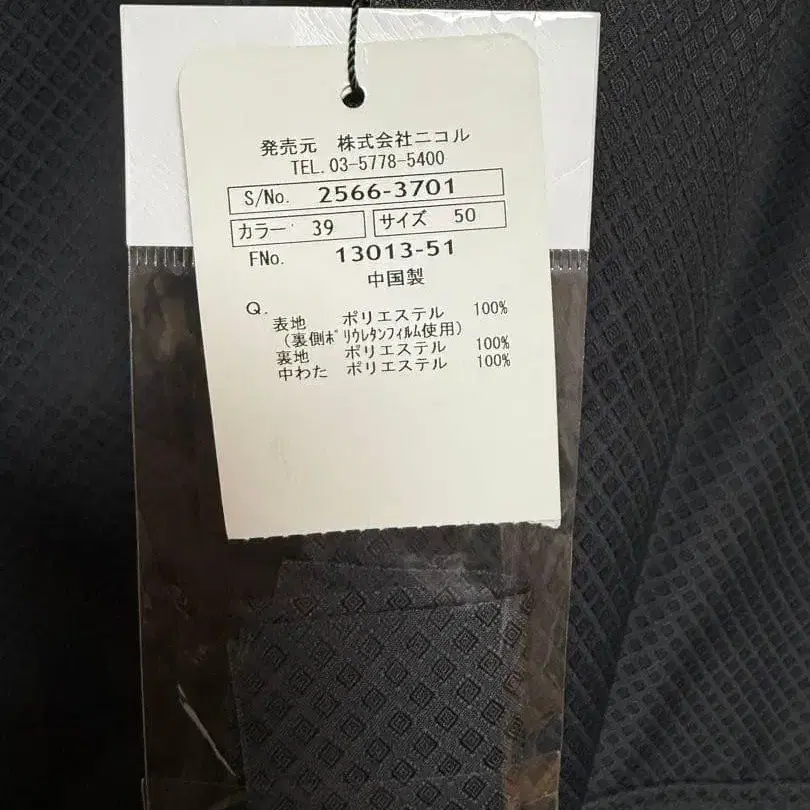 発売元 株式会社ニコル
TEL.03-5778-5400
S/No. 2566-3701
カラー 39 サイズ 50
FNo. 13013-51
中国製
Q.
表地 ポリエステル 100%
（裏側ﾎﾟリウレタンフィルム使用）
裏地 ポリエステル 100%
中わた ポリエステル 100%